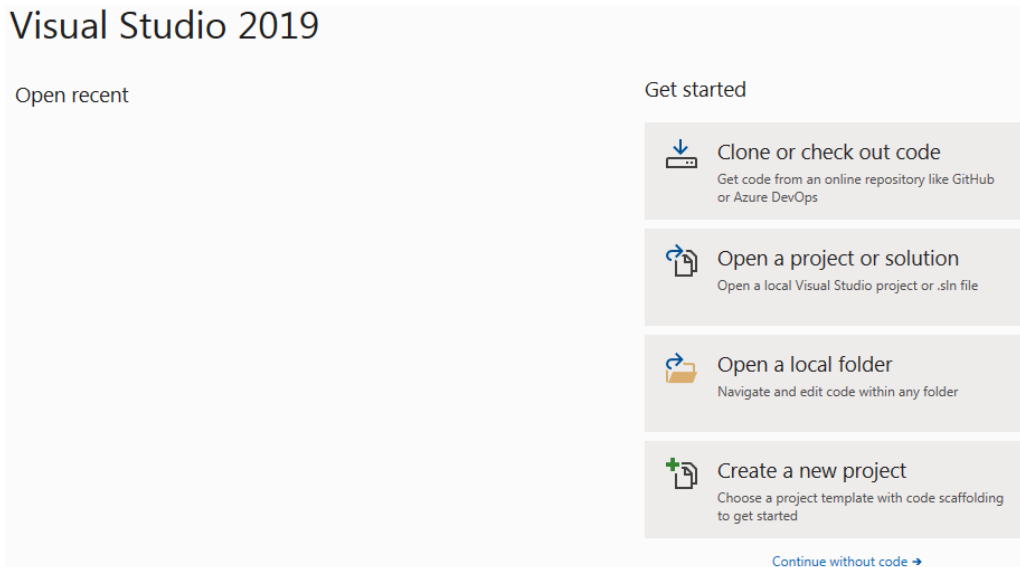 Visual Studio 2019
Open recent
Get started
Clone or check out code
Get code from an online repository like GitHub
or Azure DevOps
Open a project or solution
Open a local Visual Studio project or .sln file
Open a local folder
Navigate and edit code within any folder
Create a new project
Choose a project template with code scaffolding
to get started
Continue without code →